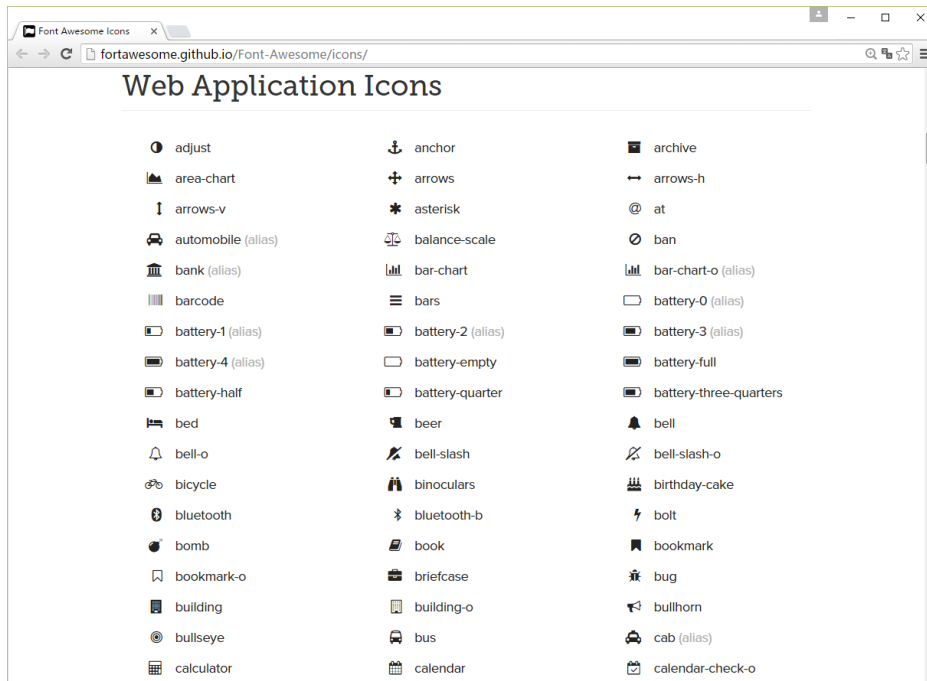 Font Awesome Icons
fortawesome.github.io/Font-Awesome/icons/
Web Application Icons
adjust anchor archive
area-chart arrows arrows-h
arrows-v asterisk at
automobile (alias) balance-scale ban
bank (alias) bar-chart bar-chart-o (alias)
barcode bars battery-0 (alias)
battery-1 (alias) battery-2 (alias) battery-3 (alias)
battery-4 (alias) battery-empty battery-full
battery-half battery-quarter battery-three-quarters
bed beer bell
bell-o bell-slash bell-slash-o
bicycle binoculars birthday-cake
bluetooth bluetooth-b bolt
bomb book bookmark
bookmark-o briefcase bug
building building-o bullhorn
bullseye bus cab (alias)
calculator calendar calendar-check-o